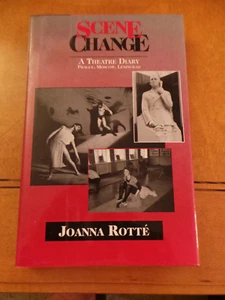 SCENE
CHANGE
A THEATRE DIARY
PRAGUE, MOSCOW, LENINGRAD
JOANNA ROTTÉ